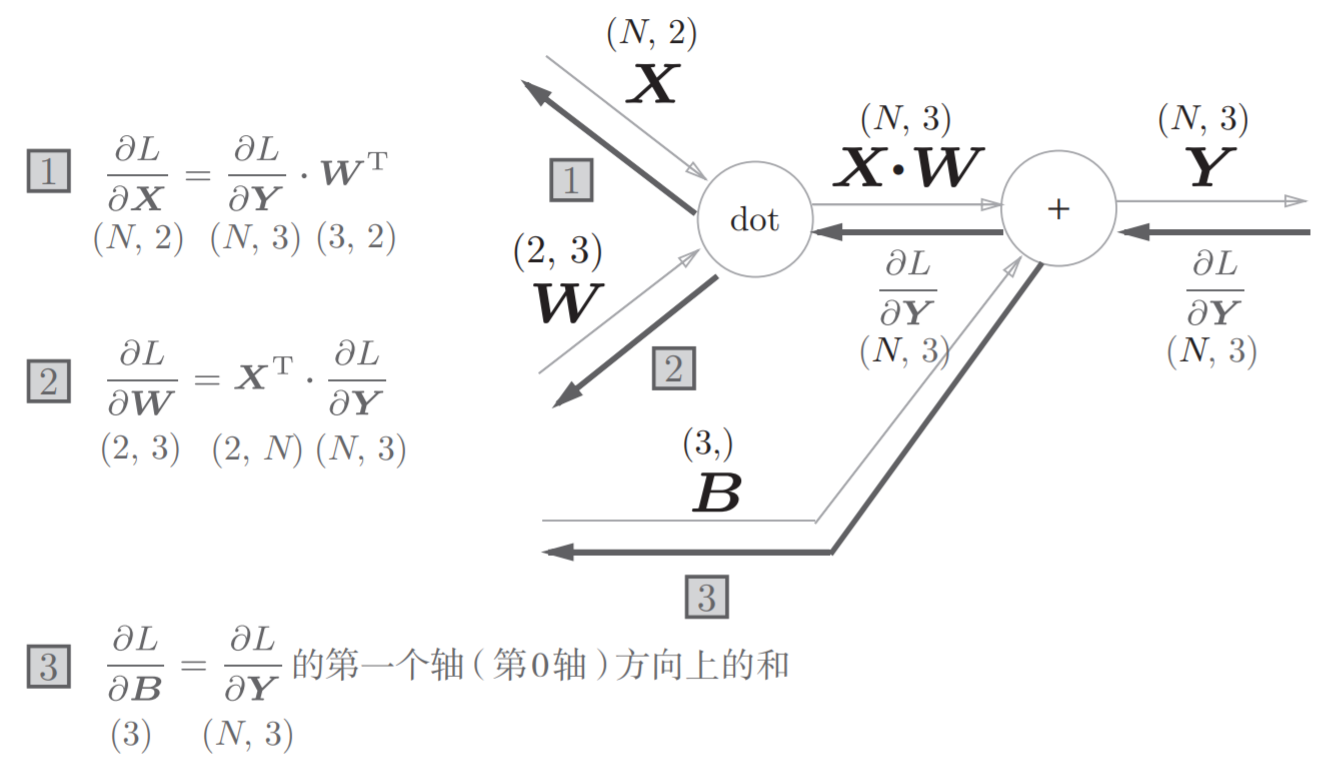 1 ∂L/∂X = ∂L/∂Y · Wᵀ
(N, 2) (N, 3) (3, 2)
2 ∂L/∂W = Xᵀ · ∂L/∂Y
(2, 3) (2, N) (N, 3)
3 ∂L/∂B = ∂L/∂Y 的第一个轴(第0轴)方向上的和
(3) (N, 3)
(N, 2)
X
1
(2, 3)
W
2
dot
(N, 3)
X·W
∂L/∂Y
(N, 3)
+
(N, 3)
Y
∂L/∂Y
(N, 3)
(3,)
B
3